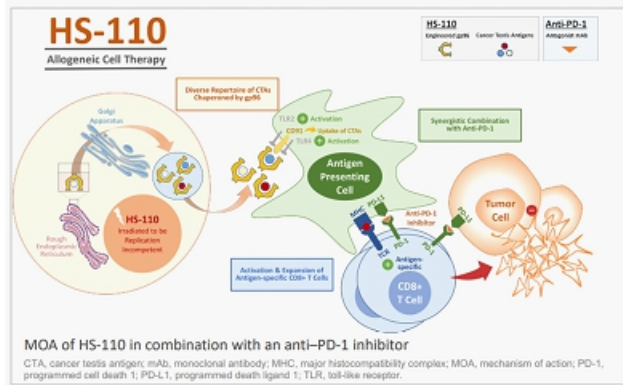 HS-110
Allogeneic Cell Therapy
HS-110
Engineered gp96
Cancer Testis Antigens
Anti-PD-1
Antagonist mAb
Diverse Repertoire of CTAs
Chaperoned by gp96
Golgi
Apparatus
TLR2 + Activation
CD91 Uptake of CTAs
TLR4 + Activation
Synergistic Combination
with Anti-PD-1
Antigen
Presenting
Cell
HS-110
Irradiated to be
Replication
Incompetent
Rough
Endoplasmic
Reticulum
MHC
PD-L1
Anti-PD-1
Inhibitor
PD-L1
Tumor
Cell
TCR
PD-1
PD-1
Activation & Expansion of
Antigen-specific CD8+ T Cells
+
Antigen-
specific
CD8+
T Cell
MOA of HS-110 in combination with an anti–PD-1 inhibitor
CTA, cancer testis antigen; mAb, monoclonal antibody; MHC, major histocompatibility complex; MOA, mechanism of action; PD-1,
programmed cell death 1; PD-L1, programmed death ligand 1; TLR, toll-like receptor.